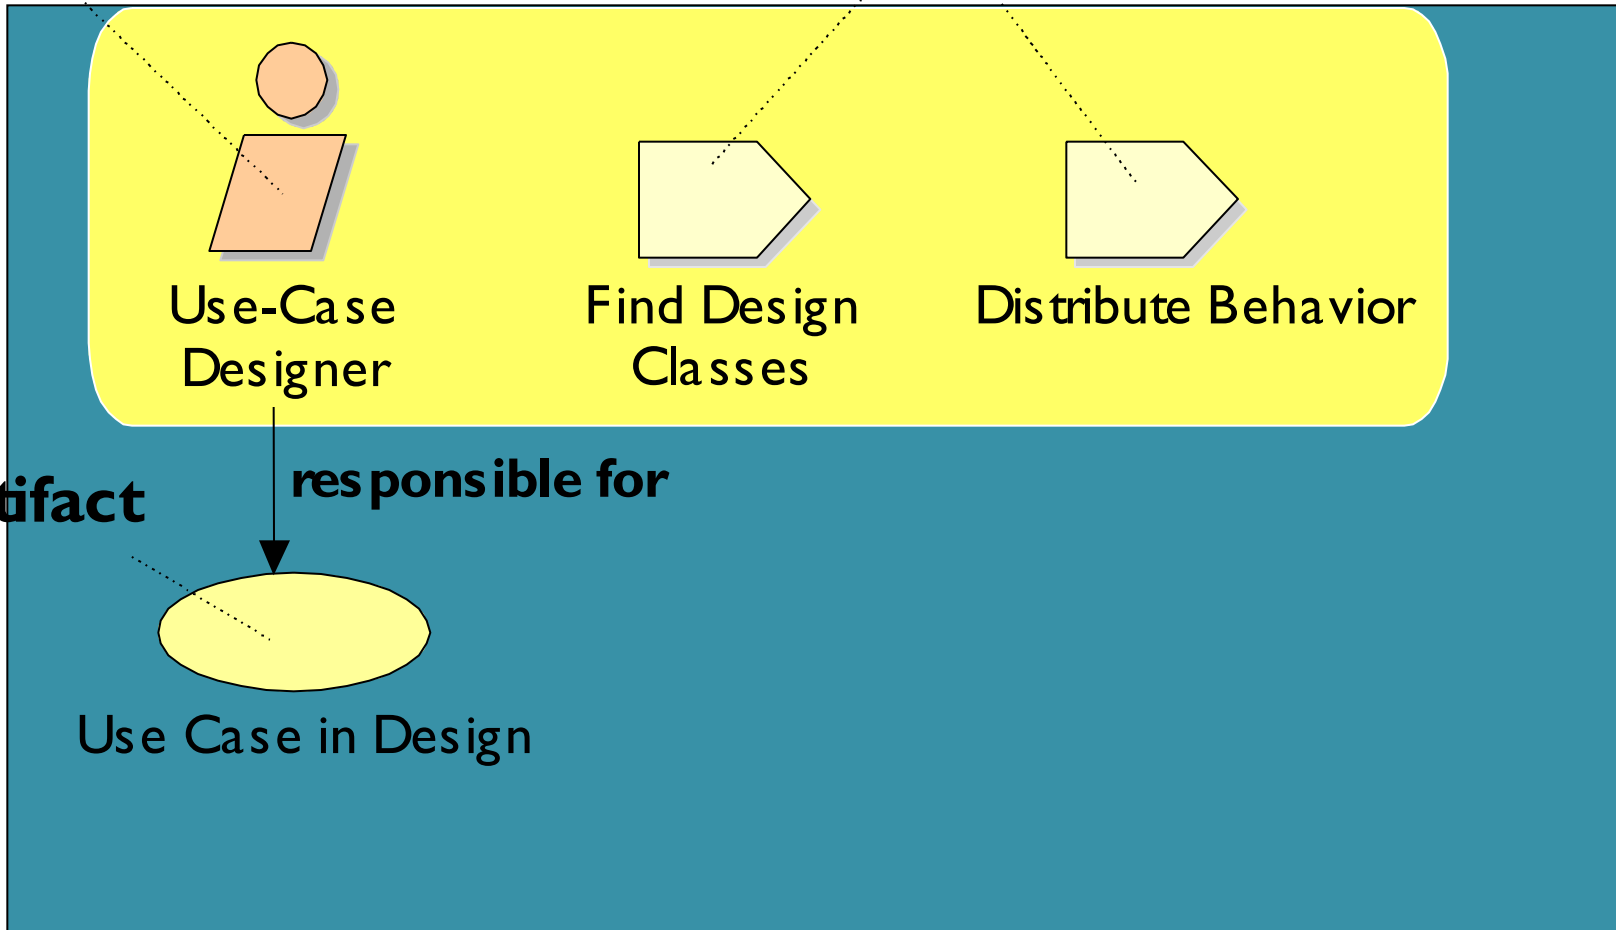 Use-Case
Designer
Find Design
Classes
Distribute Behavior
responsible for
tifact
Use Case in Design